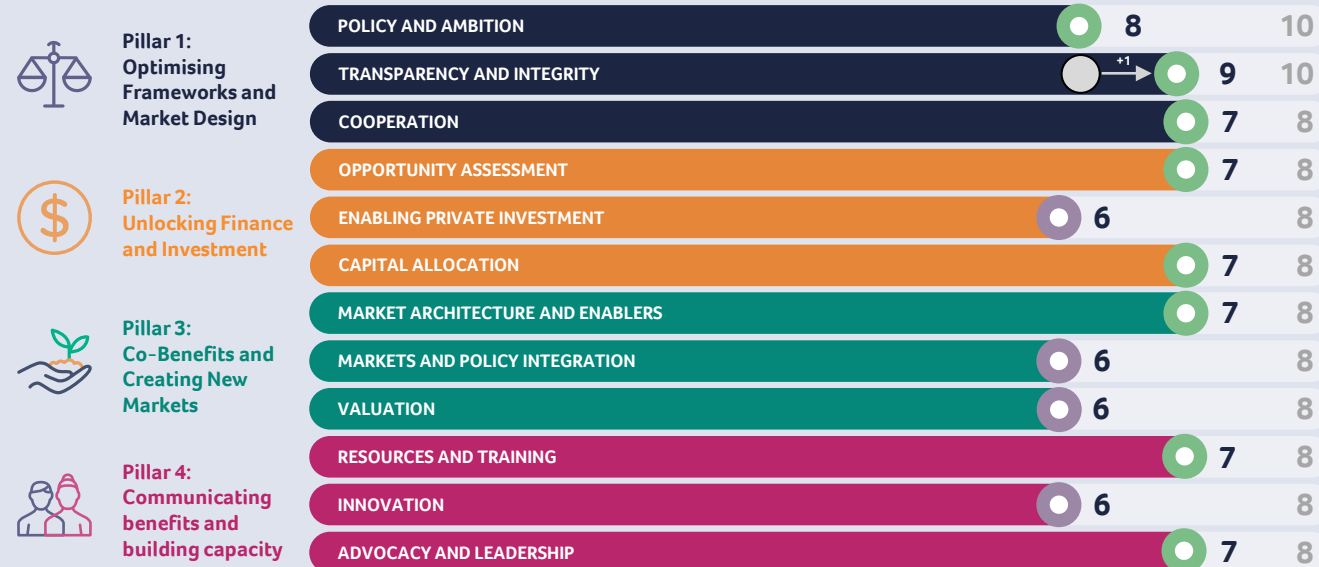 Pillar 1:
Optimising
Frameworks and
Market Design
POLICY AND AMBITION
8
10
TRANSPARENCY AND INTEGRITY
+1
9
10
COOPERATION
7
8
Pillar 2:
Unlocking Finance
and Investment
OPPORTUNITY ASSESSMENT
7
8
ENABLING PRIVATE INVESTMENT
6
8
CAPITAL ALLOCATION
7
8
Pillar 3:
Co-Benefits and
Creating New
Markets
MARKET ARCHITECTURE AND ENABLERS
7
8
MARKETS AND POLICY INTEGRATION
6
8
VALUATION
6
8
Pillar 4:
Communicating
benefits and
building capacity
RESOURCES AND TRAINING
7
8
INNOVATION
6
8
ADVOCACY AND LEADERSHIP
7
8